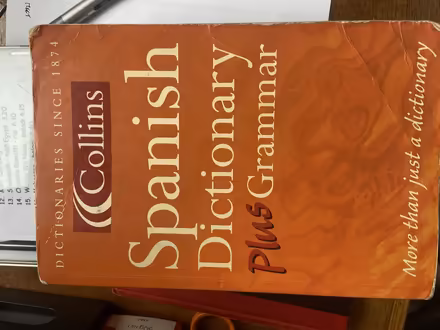 DICTIONARIES SINCE 1874
Collins
Spanish
Dictionary
Plus Grammar
More than just a dictionary